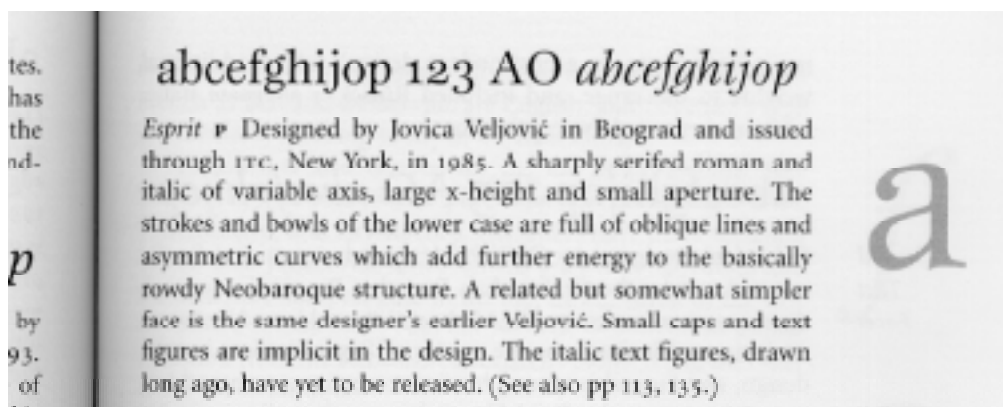 tes.
has
the
nd-
p
by
93.
of
abcefghijop 123 AO abcefghijop
Esprit P Designed by Jovica Veljović in Beograd and issued
through ITC, New York, in 1985. A sharply serifed roman and
italic of variable axis, large x-height and small aperture. The
strokes and bowls of the lower case are full of oblique lines and
asymmetric curves which add further energy to the basically
rowdy Neobaroque structure. A related but somewhat simpler
face is the same designer's earlier Veljović. Small caps and text
figures are implicit in the design. The italic text figures, drawn
long ago, have yet to be released. (See also pp 113, 135.)
a